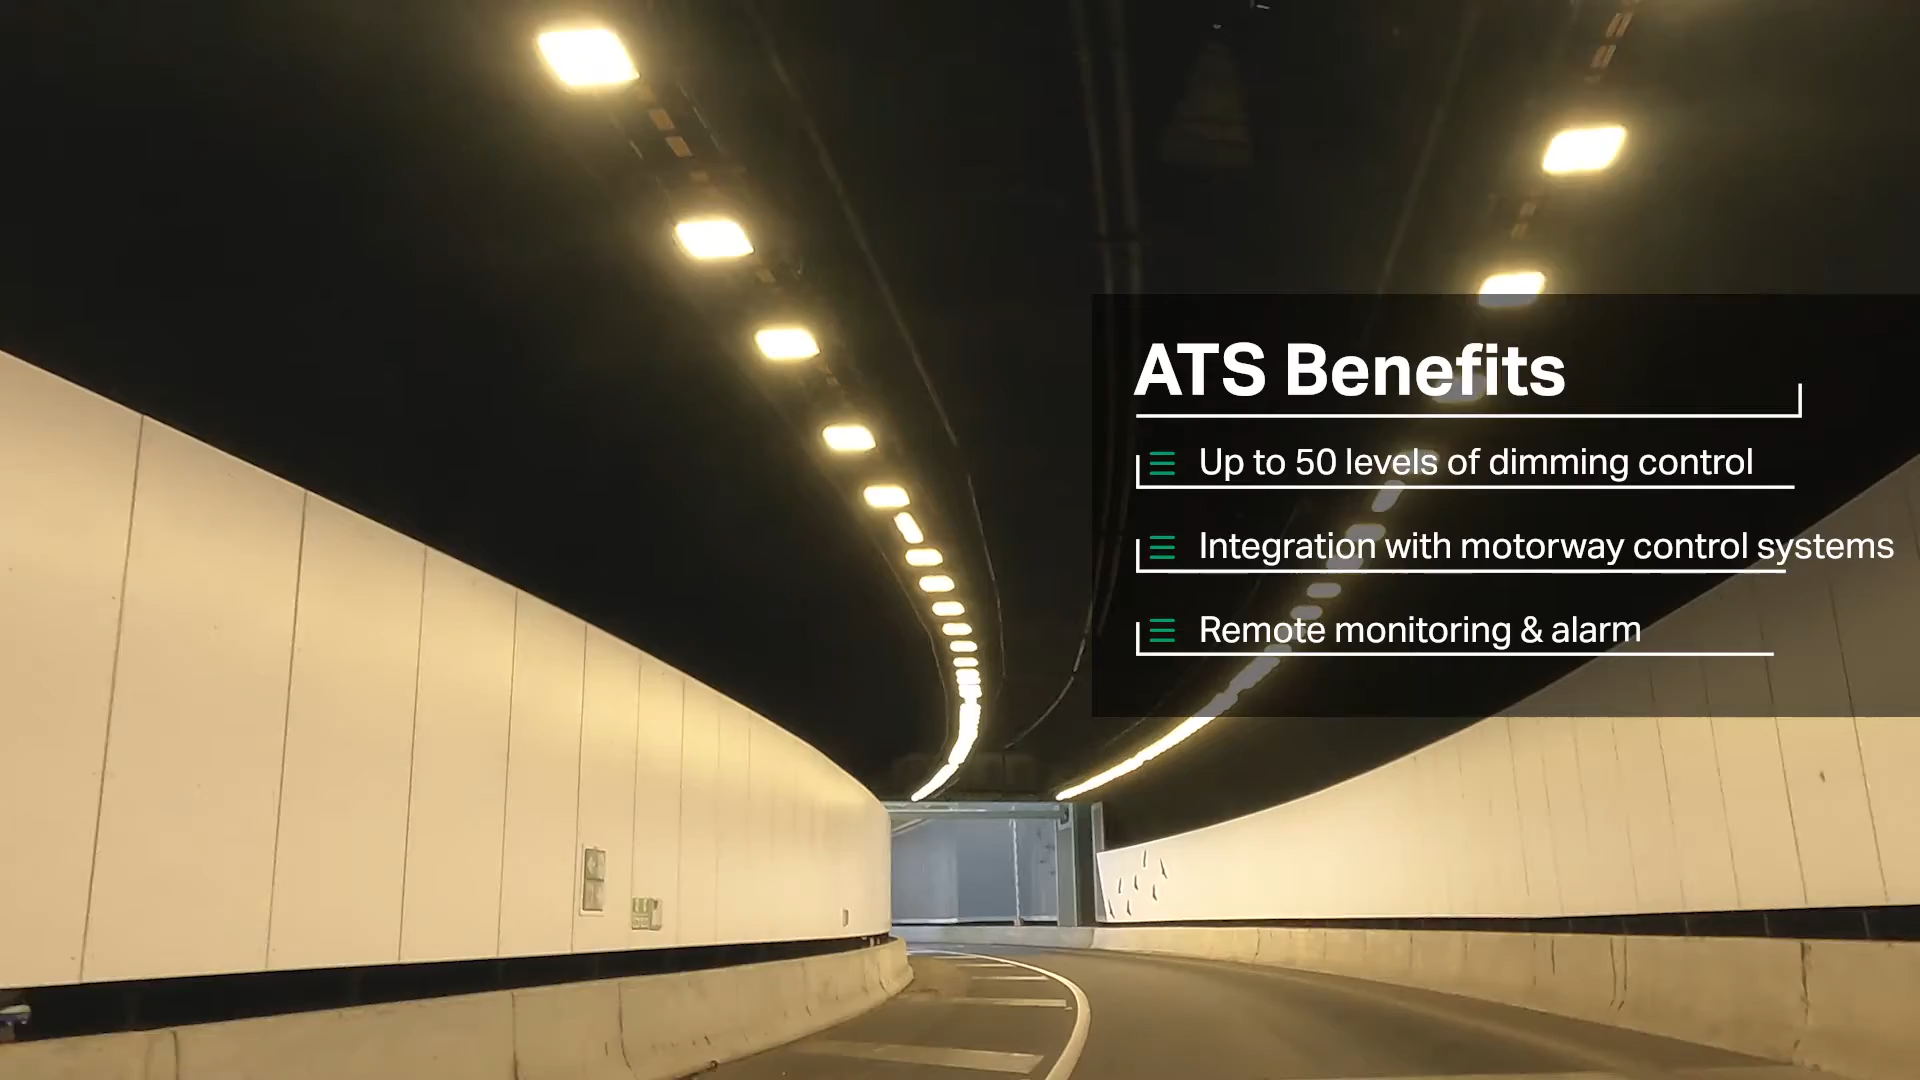 ATS Benefits
Up to 50 levels of dimming control
Integration with motorway control systems
Remote monitoring & alarm